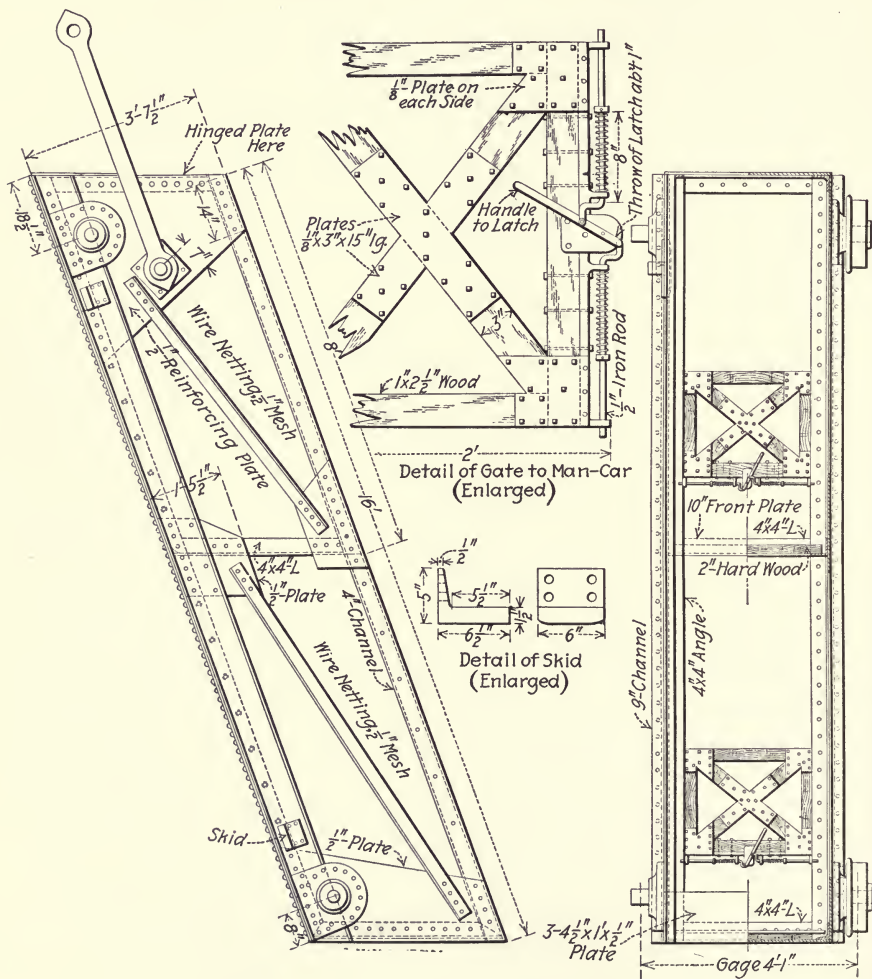 3'-7½"
Hinged Plate
Here
18½"
1"
14"
7"
Wire Netting, ½" Mesh
½" Reinforcing Plate
1'-5½"
4"x4"-L
½"-Plate
4" Channel
Wire Netting, ½" Mesh
16'
Skid
½"-Plate
8"
⅛"-Plate on
each Side
Throw of Latch ab't 1"
8"
Handle
to Latch
Plates
⅛"x3"x15" lg.
3"
8"
1"x2½" Wood
½"-Iron Rod
2'
Detail of Gate to Man-Car
(Enlarged)
½"
5"
5½"
1½"
6½"
6"
Detail of Skid
(Enlarged)
10" Front Plate
4"x4"-L
2"-Hard Wood
4"x4" Angle
9" Channel
4"x4"-L
3-4½"x1'x½"
Plate
Gage 4'-1"